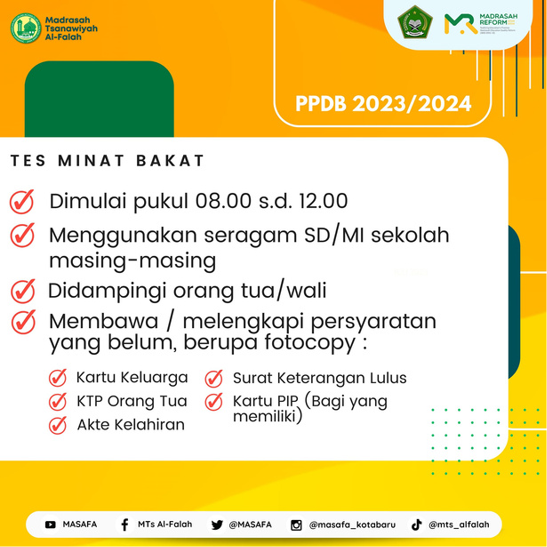 Madrasah
Tsanawiyah
Al-Falah
MADRASAH
REFORM
PPDB 2023/2024
TES MINAT BAKAT
Dimulai pukul 08.00 s.d. 12.00
Menggunakan seragam SD/MI sekolah
masing-masing
Didampingi orang tua/wali
Membawa / melengkapi persyaratan
yang belum, berupa fotocopy :
Kartu Keluarga
KTP Orang Tua
Akte Kelahiran
Surat Keterangan Lulus
Kartu PIP (Bagi yang
memiliki)
MASAFA
MTs Al-Falah
@MASAFA
@masafa_kotabaru
@mts_alfalah